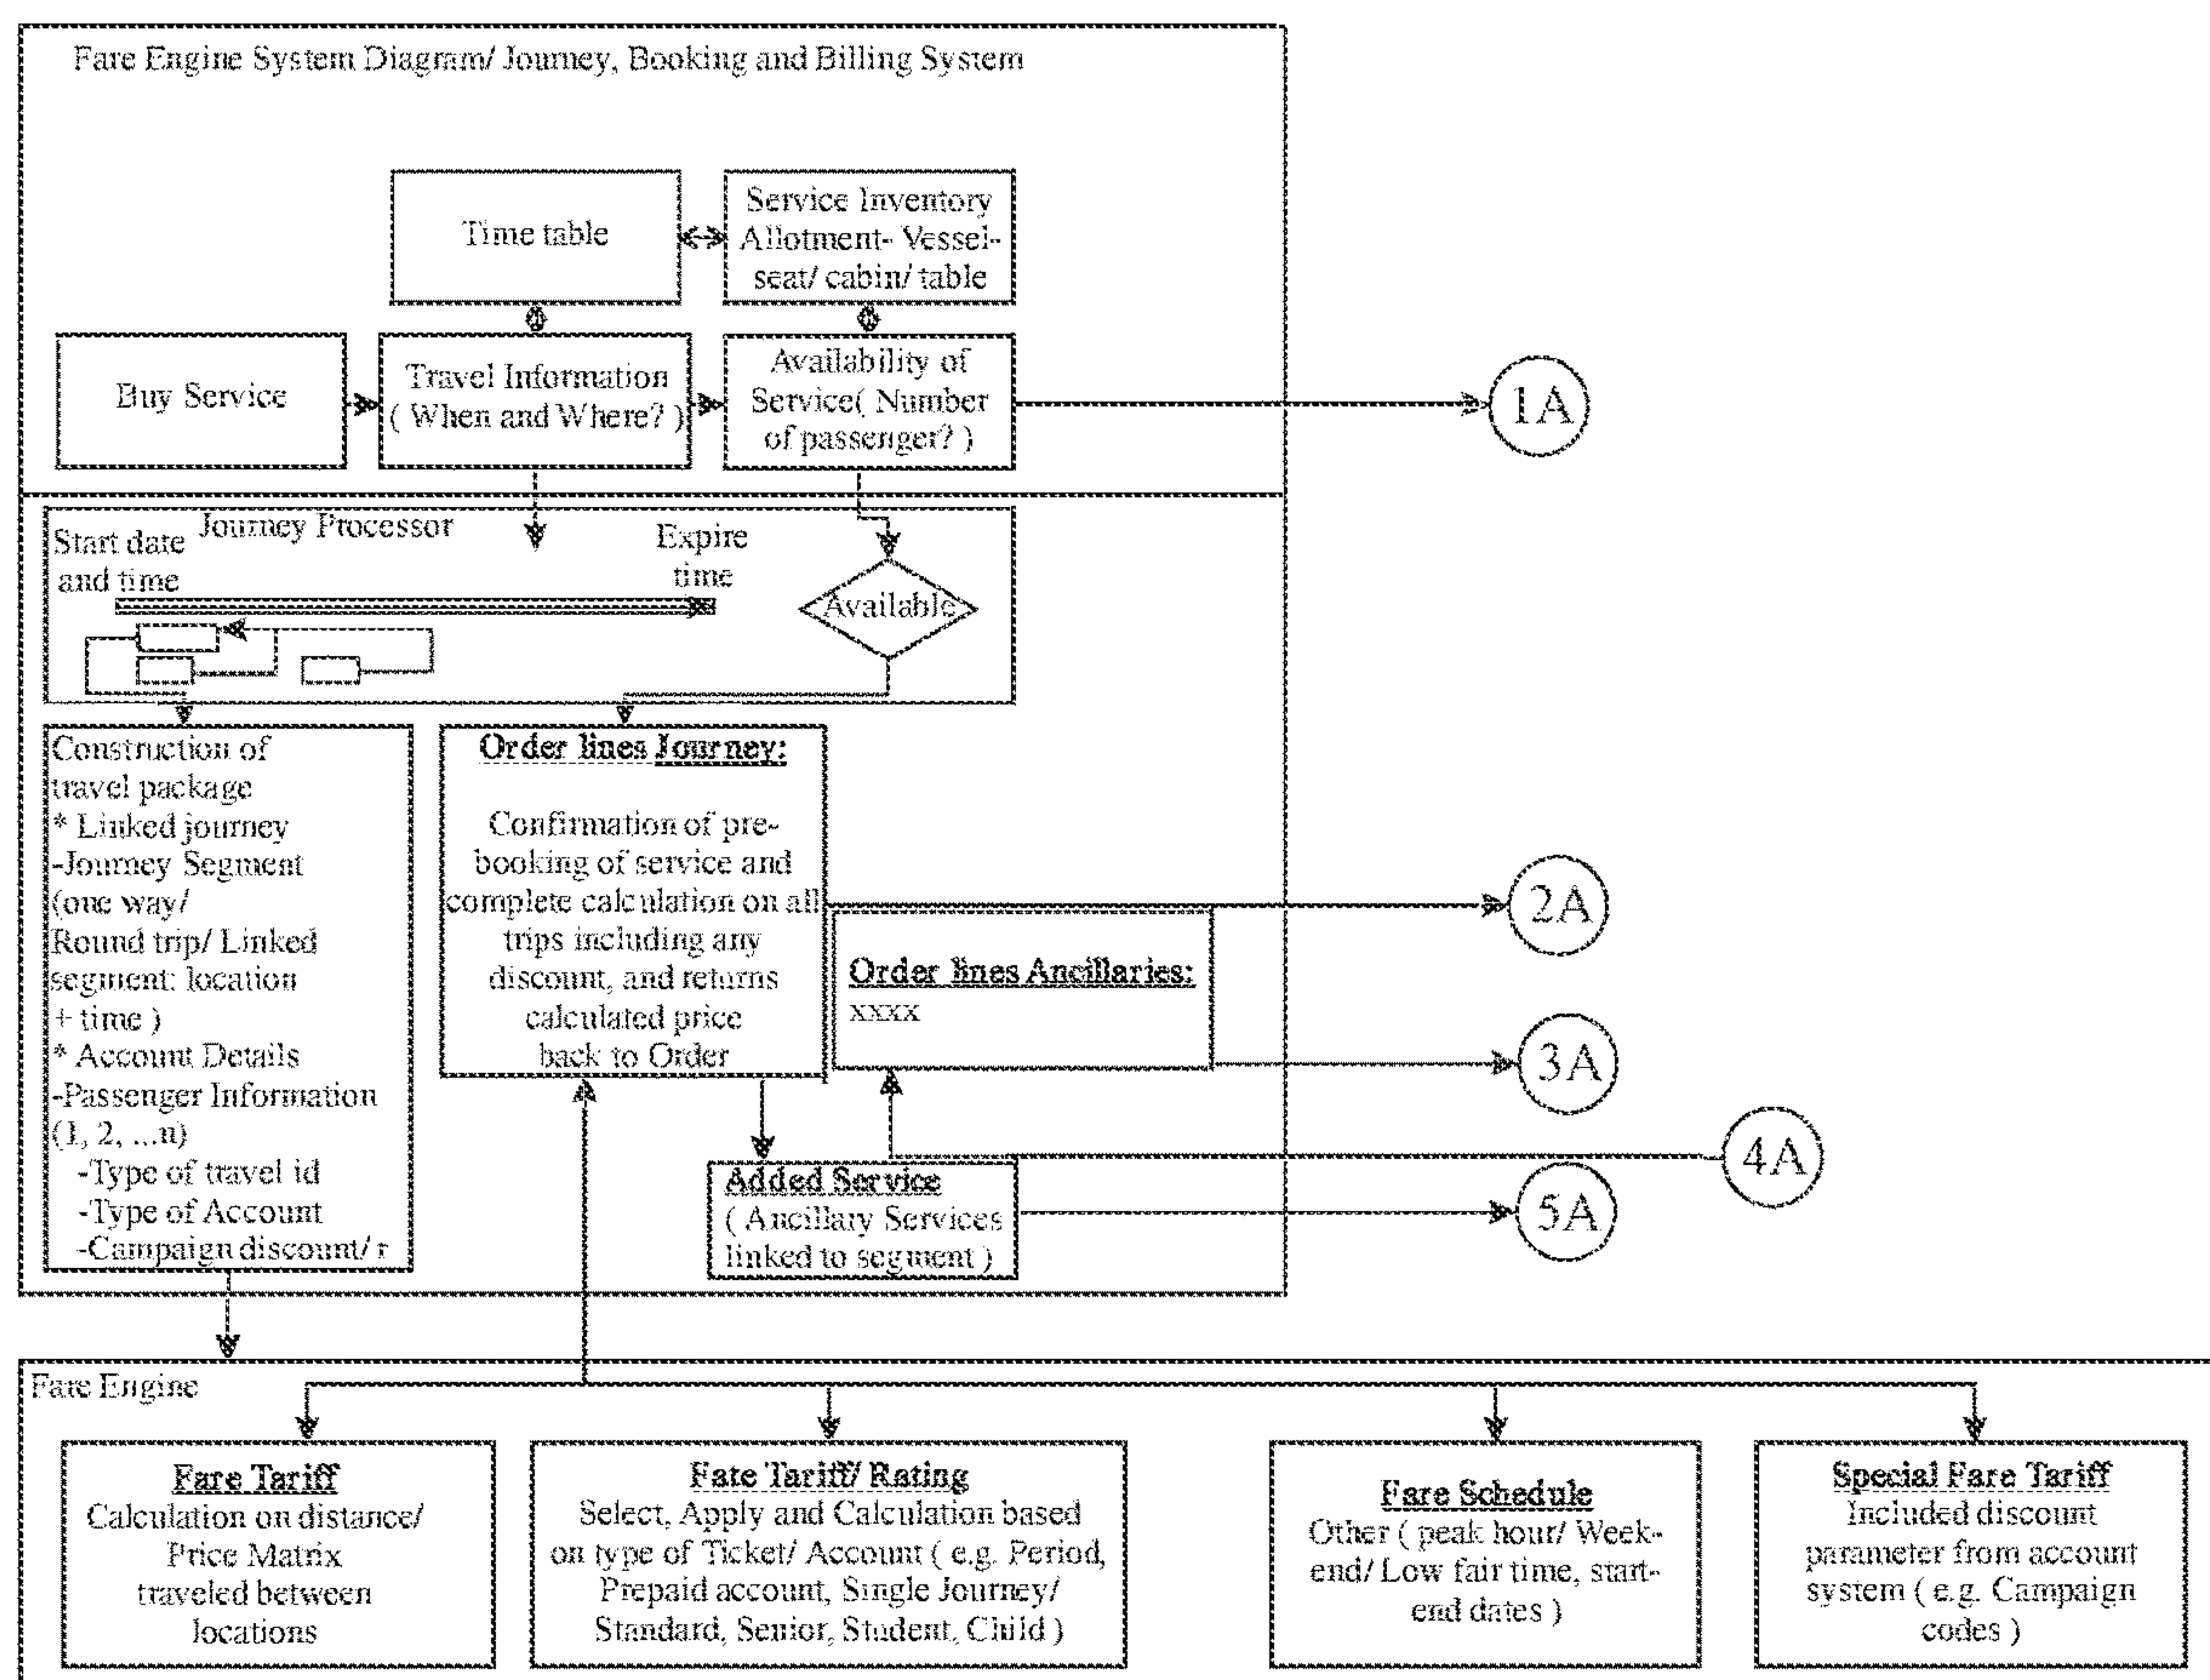 Fare Engine System Diagram/ Journey, Booking and Billing System
Time table
Service Inventory
Allotment- Vessel-
seat/ cabin/ table
Buy Service
Travel Information
( When and Where? )
Availability of
Service( Number
of passenger? )
1A
Journey Processor
Start date
and time
Expire
time
Available
Construction of
travel package
* Linked journey
-Journey Segment
(one way/
Round trip/ Linked
segment: location
+ time )
* Account Details
-Passenger Information
(1, 2, ...n)
-Type of travel id
-Type of Account
-Campaign discount/ r
Order lines Journey:
Confirmation of pre-
booking of service and
complete calculation on all
trips including any
discount, and returns
calculated price
back to Order
2A
Order lines Ancillaries:
xxxx
3A
4A
Added Service
( Ancillary Services
linked to segment )
5A
Fare Engine
Fare Tariff
Calculation on distance/
Price Matrix
traveled between
locations
Fate Tariff/ Rating
Select, Apply and Calculation based
on type of Ticket/ Account ( e.g. Period,
Prepaid account, Single Journey/
Standard, Senior, Student, Child )
Fare Schedule
Other ( peak hour/ Week-
end/ Low fair time, start-
end dates )
Special Fare Tariff
Included discount
parameter from account
system ( e.g. Campaign
codes )